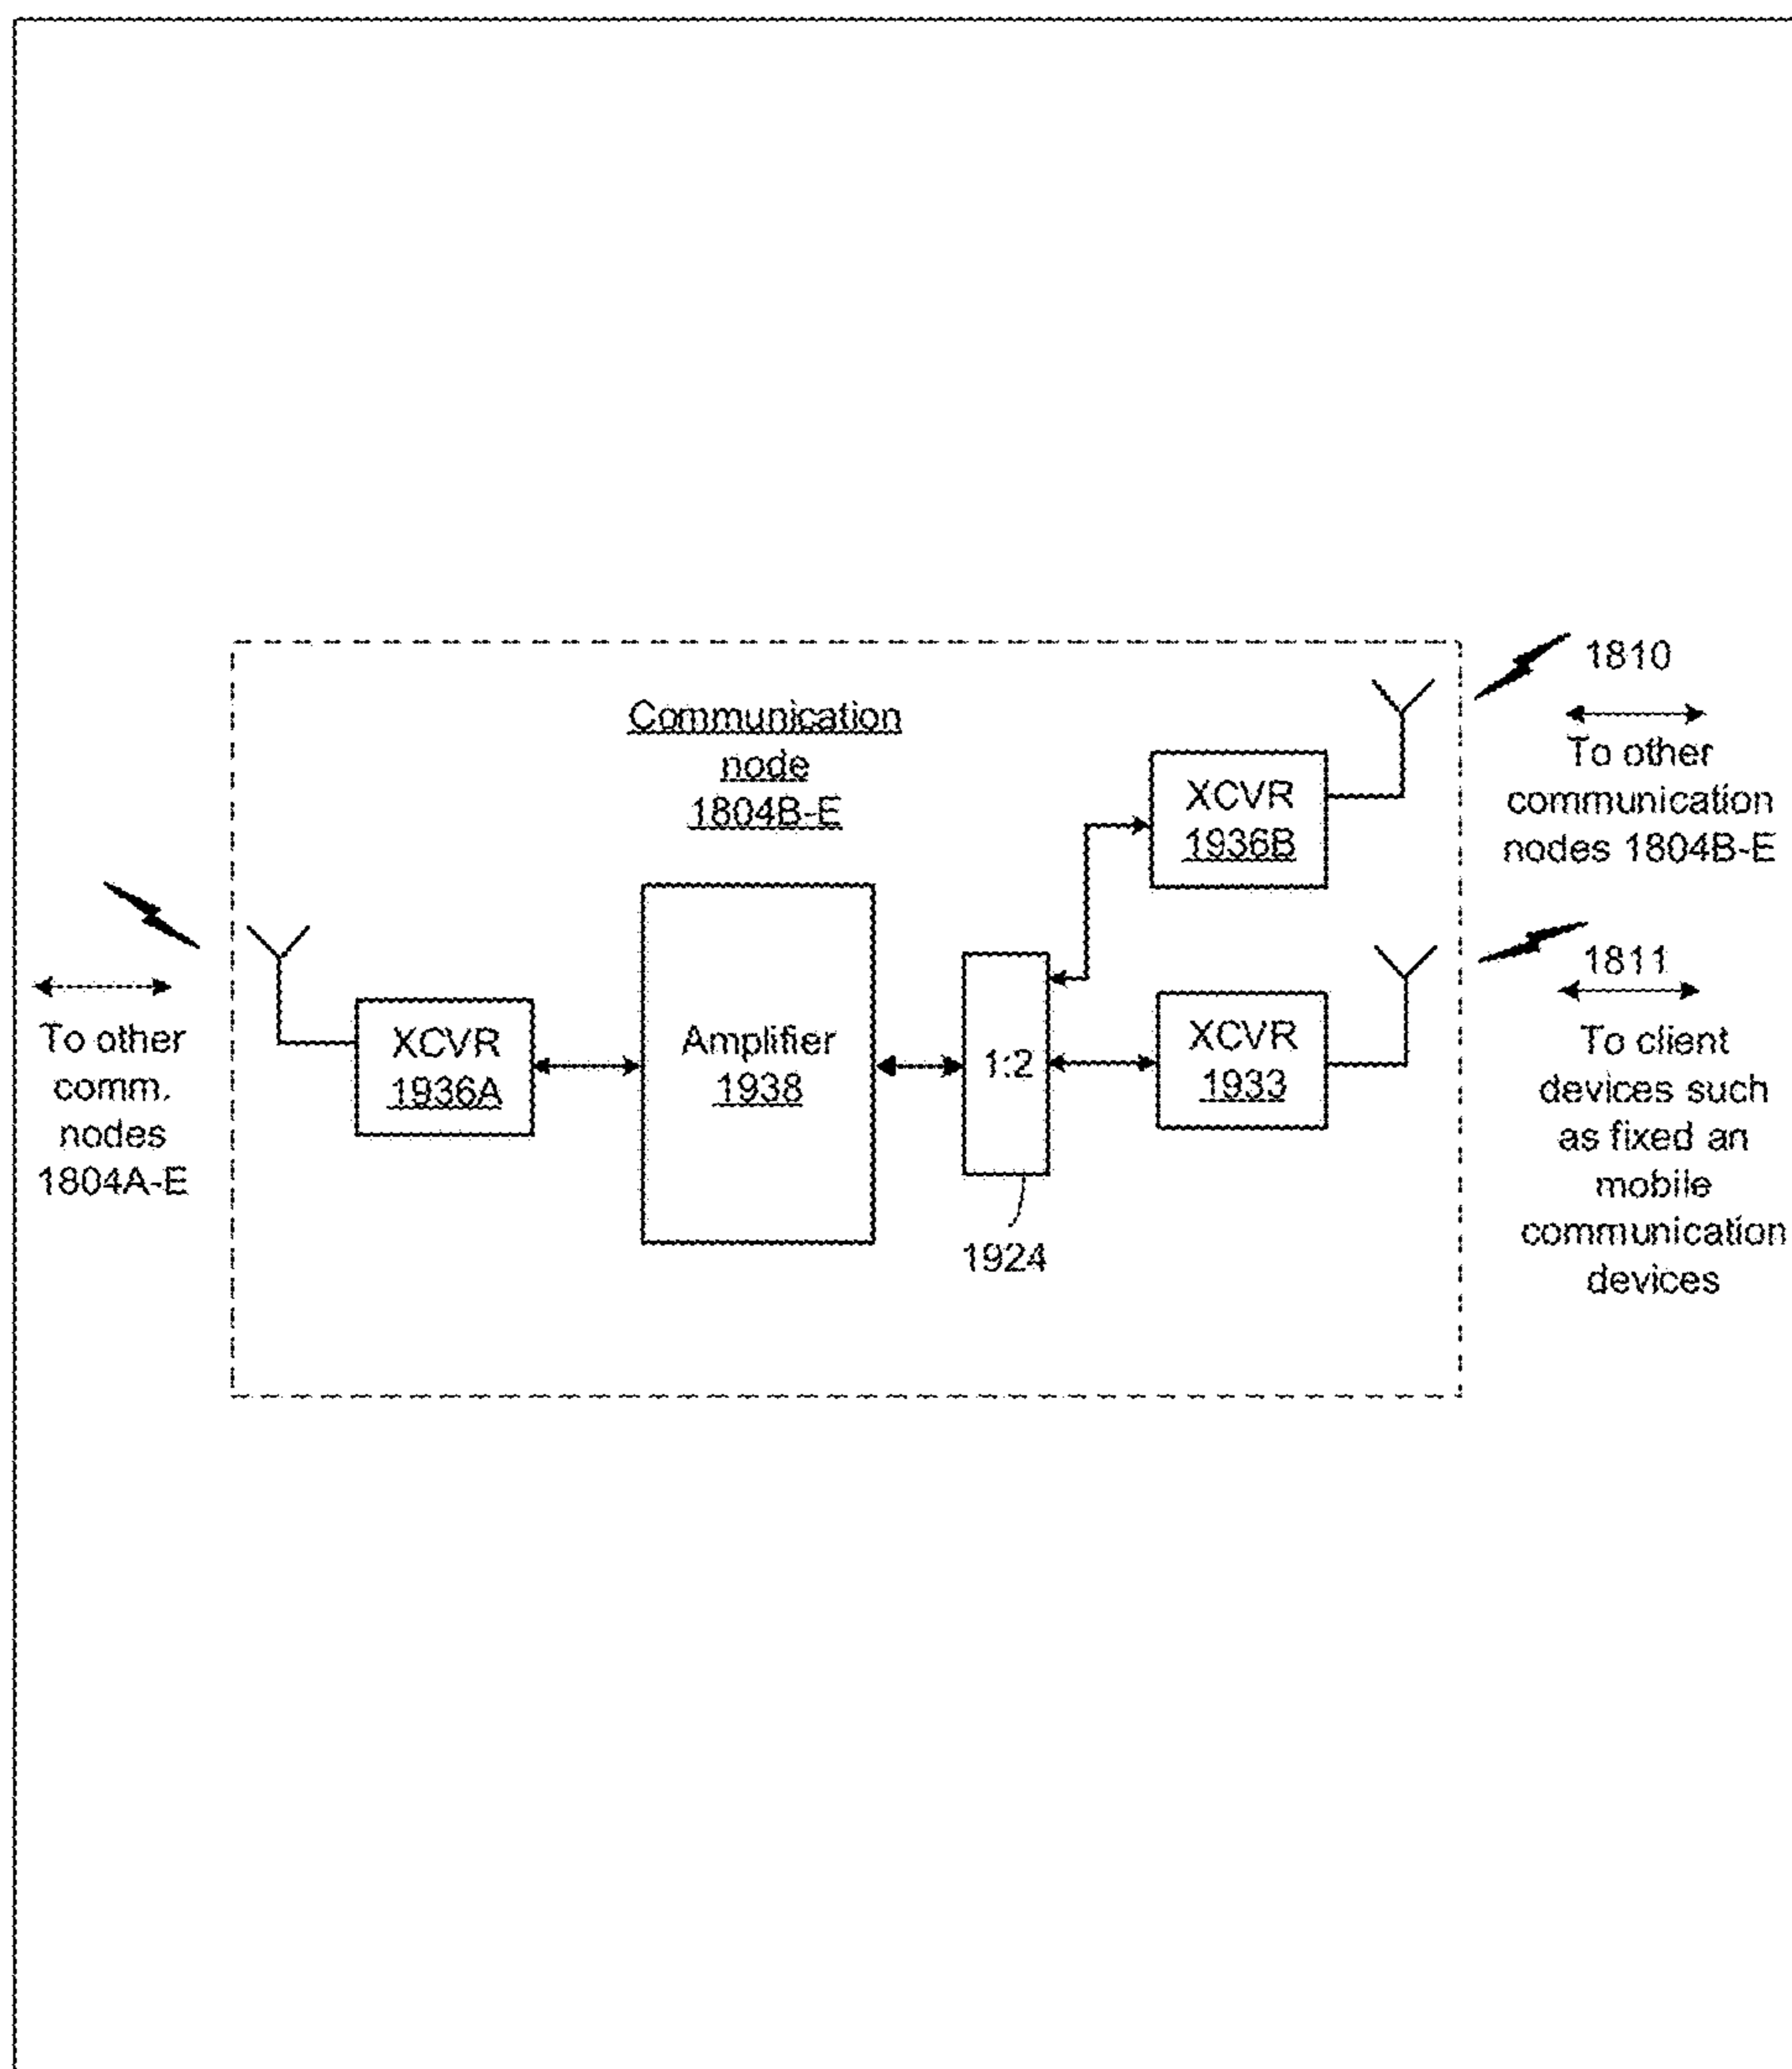 Communication
node
1804B-E
1810
To other
communication
nodes 1804B-E
XCVR
1936B
1811
To client
devices such
as fixed an
mobile
communication
devices
To other
comm.
nodes
1804A-E
XCVR
1936A
Amplifier
1938
1:2
XCVR
1933
1924